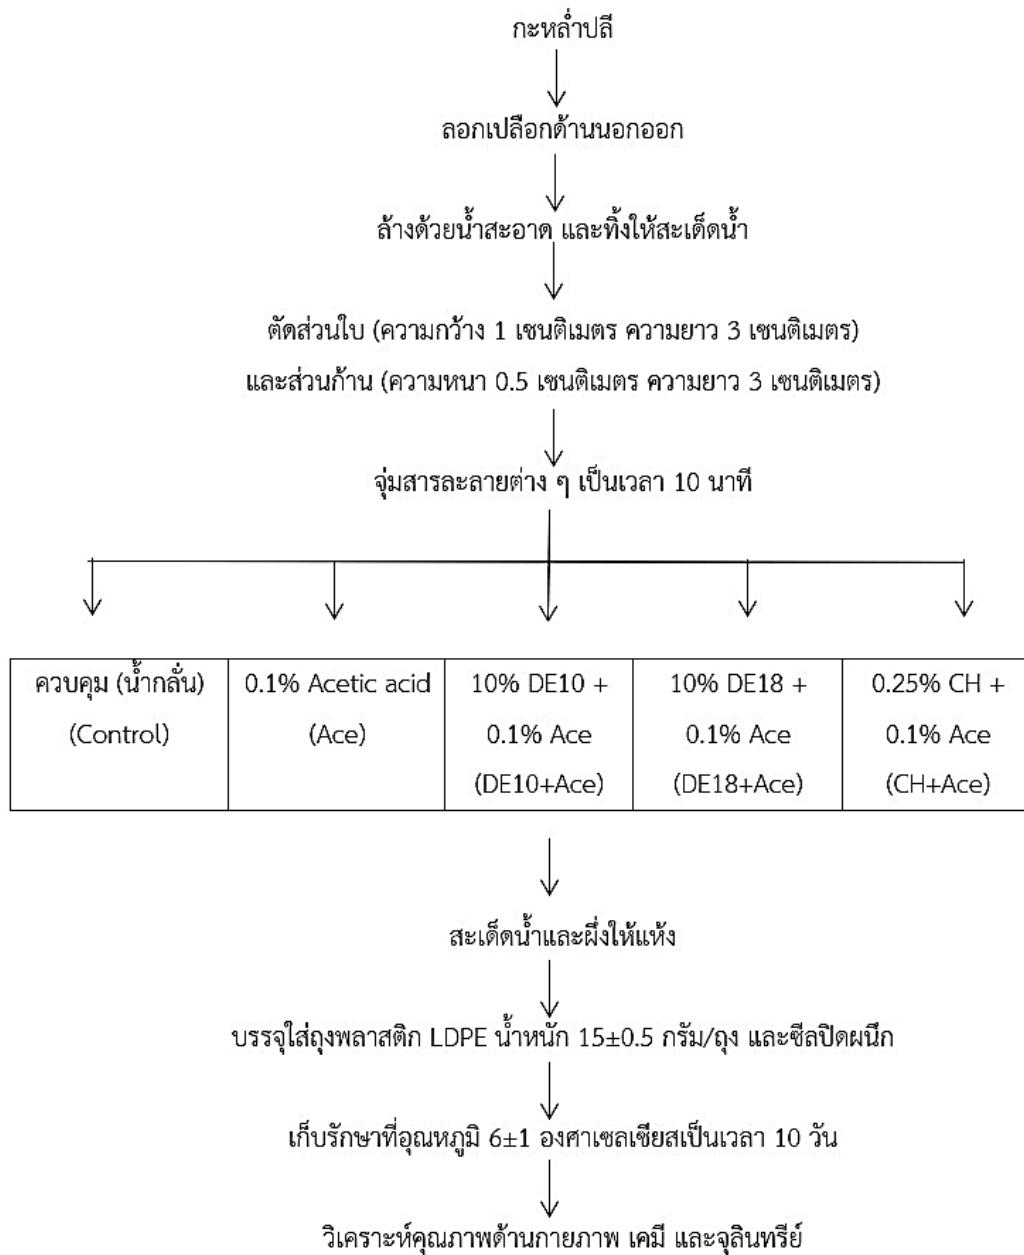 กะหล่ำปลี
ลอกเปลือกด้านนอกออก
ล้างด้วยน้ำสะอาด และทิ้งให้สะเด็ดน้ำ
ตัดส่วนใบ (ความกว้าง 1 เซนติเมตร ความยาว 3 เซนติเมตร)
และส่วนก้าน (ความหนา 0.5 เซนติเมตร ความยาว 3 เซนติเมตร)
จุ่มสารละลายต่าง ๆ เป็นเวลา 10 นาที
ควบคุม (น้ำกลั่น)
(Control)
0.1% Acetic acid
(Ace)
10% DE10 +
0.1% Ace
(DE10+Ace)
10% DE18 +
0.1% Ace
(DE18+Ace)
0.25% CH +
0.1% Ace
(CH+Ace)
สะเด็ดน้ำและผึ่งให้แห้ง
บรรจุใส่ถุงพลาสติก LDPE น้ำหนัก 15±0.5 กรัม/ถุง และซีลปิดผนึก
เก็บรักษาที่อุณหภูมิ 6±1 องศาเซลเซียสเป็นเวลา 10 วัน
วิเคราะห์คุณภาพด้านกายภาพ เคมี และจุลินทรีย์